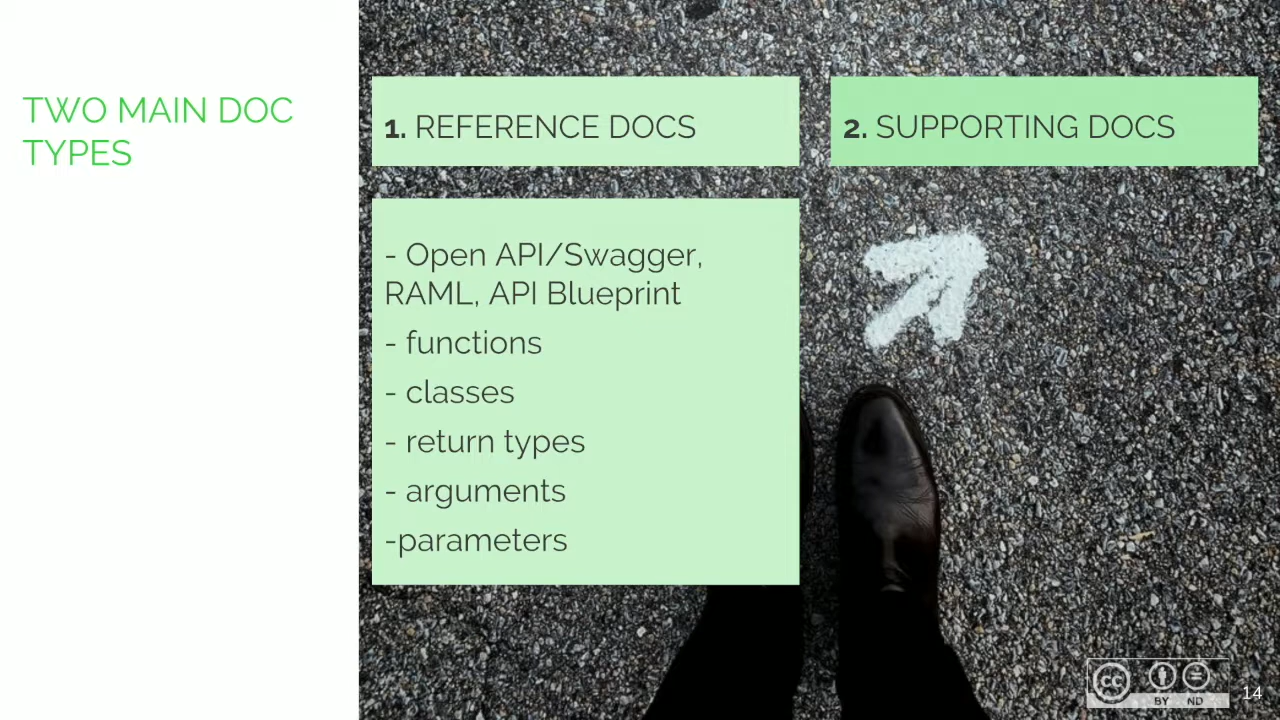 TWO MAIN DOC
TYPES
1. REFERENCE DOCS
2. SUPPORTING DOCS
- Open API/Swagger,
RAML, API Blueprint
- functions
- classes
- return types
- arguments
-parameters
cc
BY ND
14